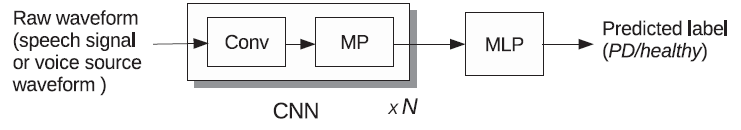 Raw waveform
(speech signal
or voice source
waveform )
Conv
MP
CNN
x N
MLP
Predicted label
(PD/healthy)